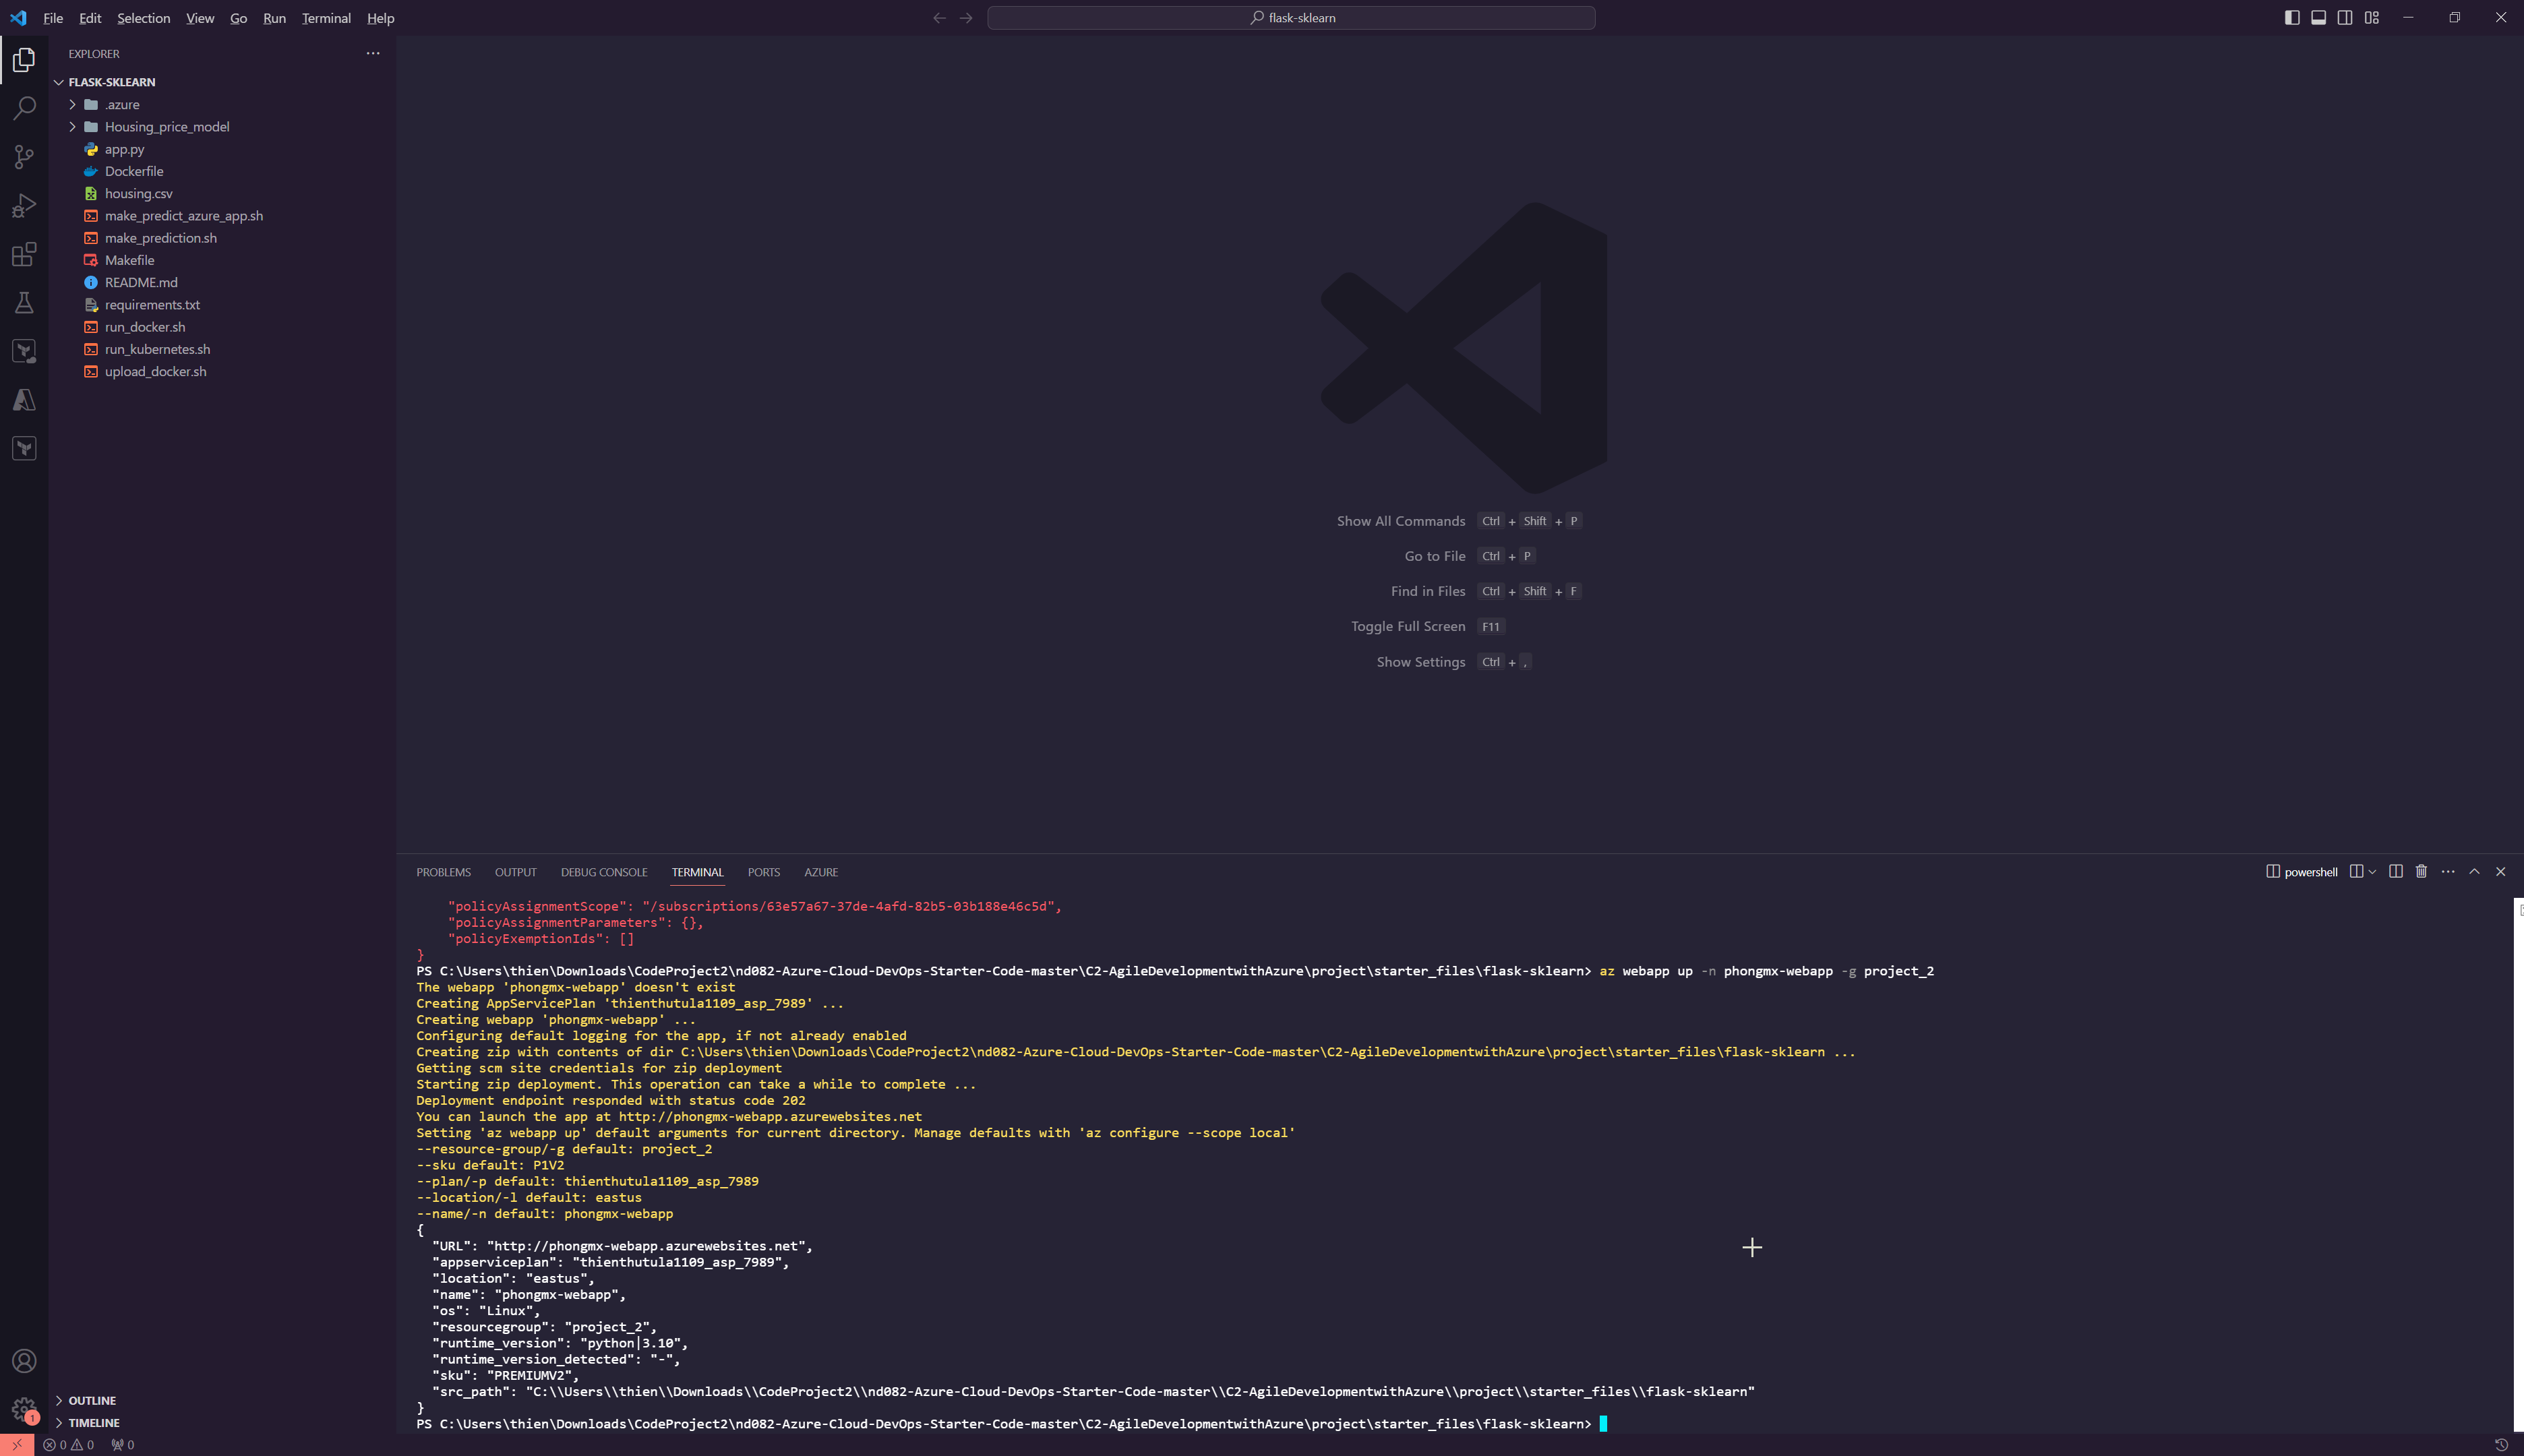 File Edit Selection View Go Run Terminal Help
flask-sklearn
EXPLORER
FLASK-SKLEARN
.azure
Housing_price_model
app.py
Dockerfile
housing.csv
make_predict_azure_app.sh
make_prediction.sh
Makefile
README.md
requirements.txt
run_docker.sh
run_kubernetes.sh
upload_docker.sh
Show All Commands Ctrl + Shift + P
Go to File Ctrl + P
Find in Files Ctrl + Shift + F
Toggle Full Screen F11
Show Settings Ctrl + ,
PROBLEMS OUTPUT DEBUG CONSOLE TERMINAL PORTS AZURE
powershell
"policyAssignmentScope": "/subscriptions/63e57a67-37de-4afd-82b5-03b188e46c5d",
"policyAssignmentParameters": {},
"policyExemptionIds": []
}
PS C:\Users\thien\Downloads\CodeProject2\nd082-Azure-Cloud-DevOps-Starter-Code-master\C2-AgileDevelopmentwithAzure\project\starter_files\flask-sklearn> az webapp up -n phongmx-webapp -g project_2
The webapp 'phongmx-webapp' doesn't exist
Creating AppServicePlan 'thienthutula1109_asp_7989' ...
Creating webapp 'phongmx-webapp' ...
Configuring default logging for the app, if not already enabled
Creating zip with contents of dir C:\Users\thien\Downloads\CodeProject2\nd082-Azure-Cloud-DevOps-Starter-Code-master\C2-AgileDevelopmentwithAzure\project\starter_files\flask-sklearn ...
Getting scm site credentials for zip deployment
Starting zip deployment. This operation can take a while to complete ...
Deployment endpoint responded with status code 202
You can launch the app at http://phongmx-webapp.azurewebsites.net
Setting 'az webapp up' default arguments for current directory. Manage defaults with 'az configure --scope local'
--resource-group/-g default: project_2
--sku default: P1V2
--plan/-p default: thienthutula1109_asp_7989
--location/-l default: eastus
--name/-n default: phongmx-webapp
{
"URL": "http://phongmx-webapp.azurewebsites.net",
"appserviceplan": "thienthutula1109_asp_7989",
"location": "eastus",
"name": "phongmx-webapp",
"os": "Linux",
"resourcegroup": "project_2",
"runtime_version": "python|3.10",
"runtime_version_detected": "-",
"sku": "PREMIUMV2",
"src_path": "C:\\Users\\thien\\Downloads\\CodeProject2\\nd082-Azure-Cloud-DevOps-Starter-Code-master\\C2-AgileDevelopmentwithAzure\\project\\starter_files\\flask-sklearn"
}
PS C:\Users\thien\Downloads\CodeProject2\nd082-Azure-Cloud-DevOps-Starter-Code-master\C2-AgileDevelopmentwithAzure\project\starter_files\flask-sklearn>
OUTLINE
1
TIMELINE
0 0 0